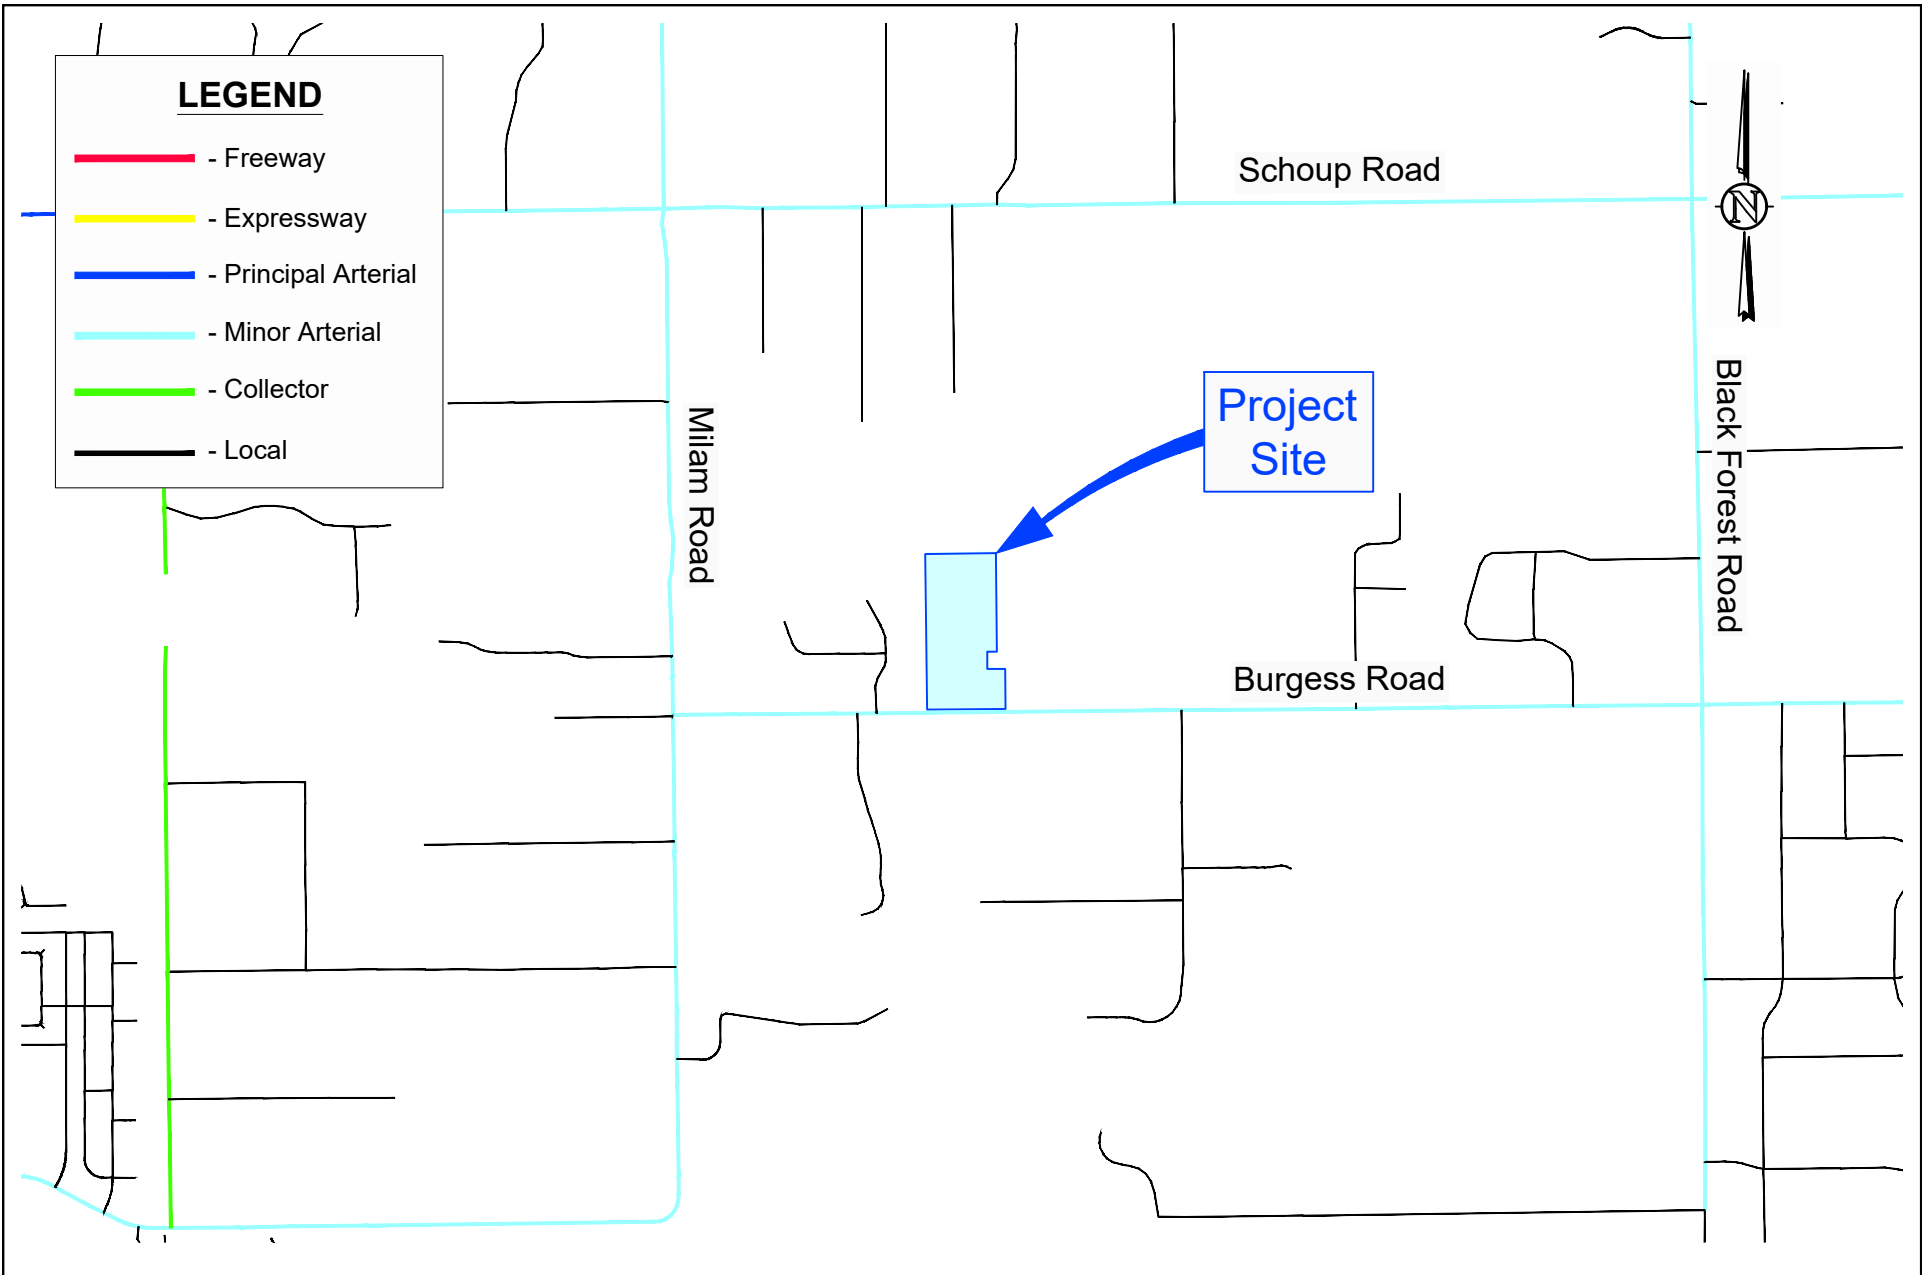 LEGEND
- Freeway
- Expressway
- Principal Arterial
- Minor Arterial
- Collector
- Local
Schoup Road
N
Milam Road
Black Forest Road
Project
Site
Burgess Road